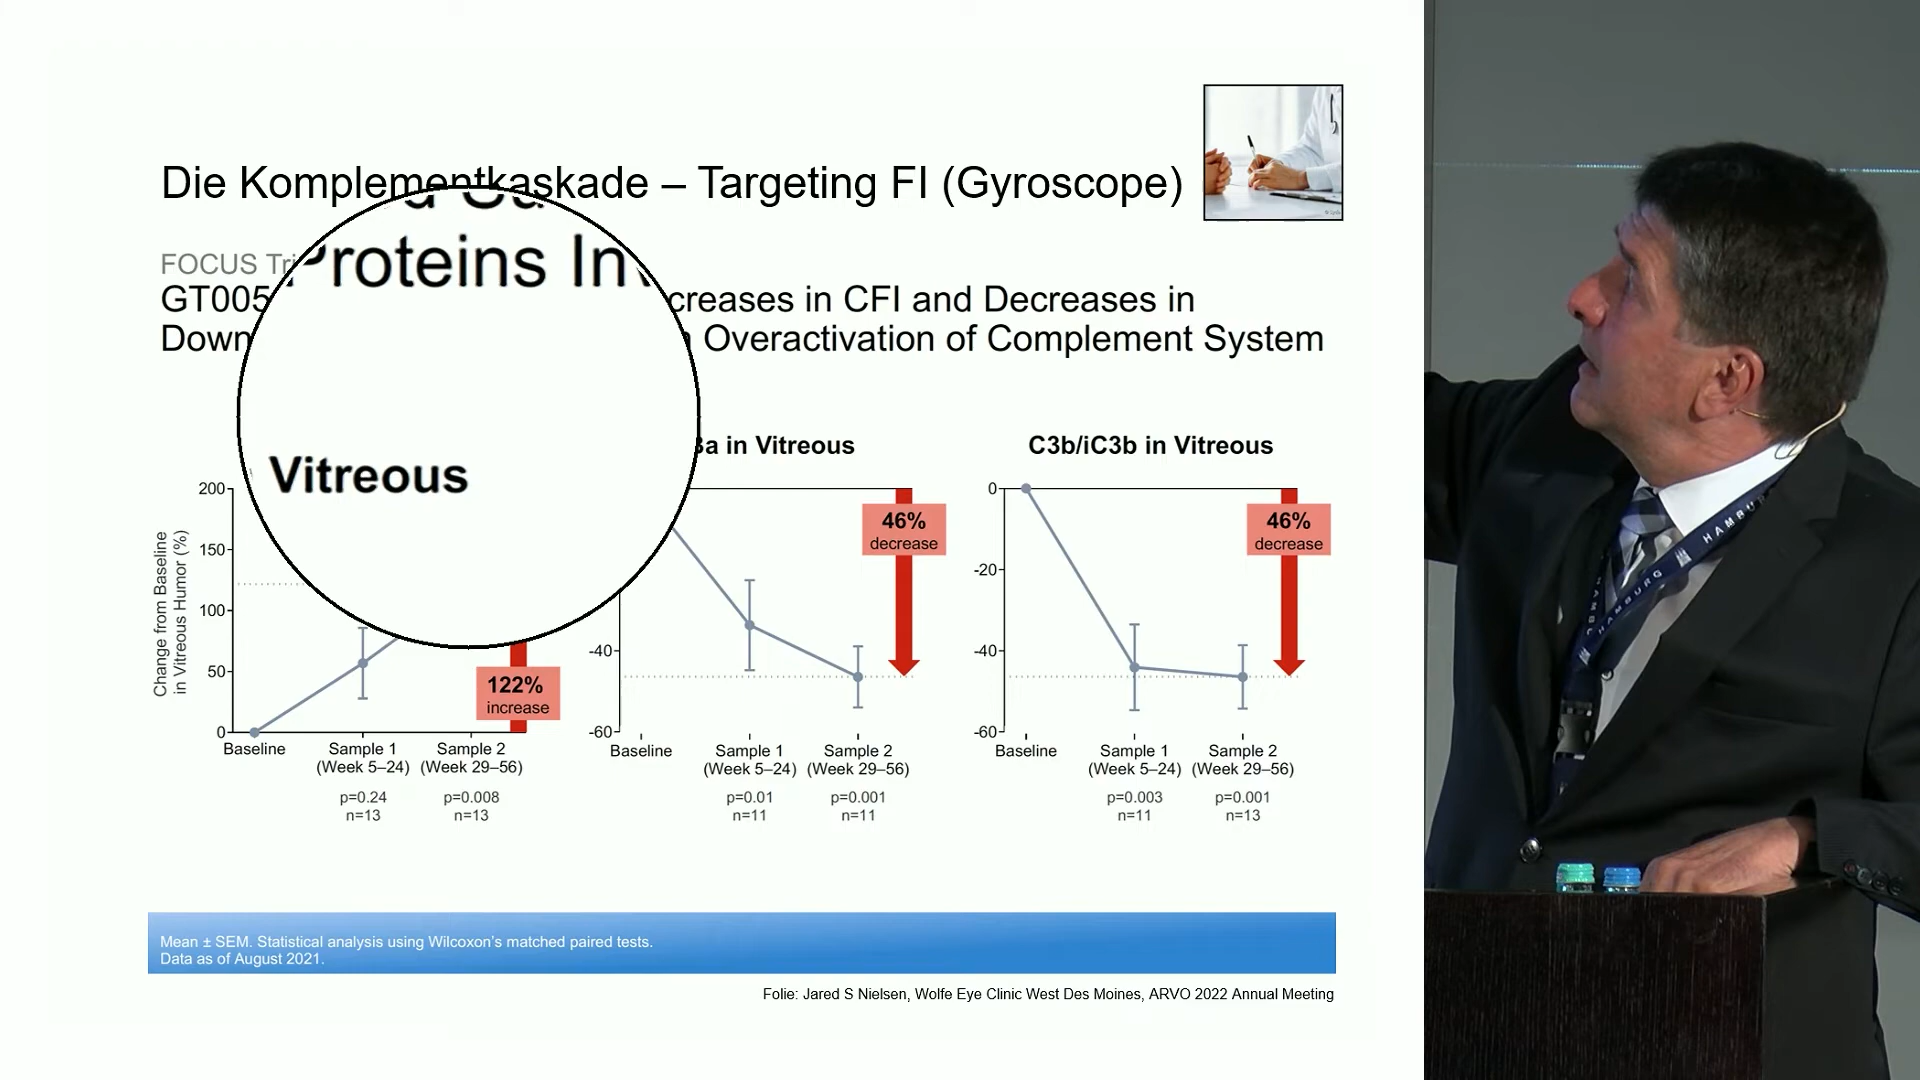 Die Komplementkaskade – Targeting FI (Gyroscope)
FOCUS
Proteins In
GT005 creases in CFI and Decreases in
Down Overactivation of Complement System
Vitreous
3a in Vitreous
C3b/iC3b in Vitreous
Change from Baseline
in Vitreous Humor (%)
200
150
100
50
0
122%
increase
Baseline
Sample 1
(Week 5–24)
Sample 2
(Week 29–56)
p=0.24
n=13
p=0.008
n=13
-40
-60
46%
decrease
Baseline
Sample 1
(Week 5–24)
Sample 2
(Week 29–56)
p=0.01
n=11
p=0.001
n=11
0
-20
-40
-60
46%
decrease
Baseline
Sample 1
(Week 5–24)
Sample 2
(Week 29–56)
p=0.003
n=11
p=0.001
n=13
Mean ± SEM. Statistical analysis using Wilcoxon's matched paired tests.
Data as of August 2021.
Folie: Jared S Nielsen, Wolfe Eye Clinic West Des Moines, ARVO 2022 Annual Meeting
HAMBU
HAMBURG